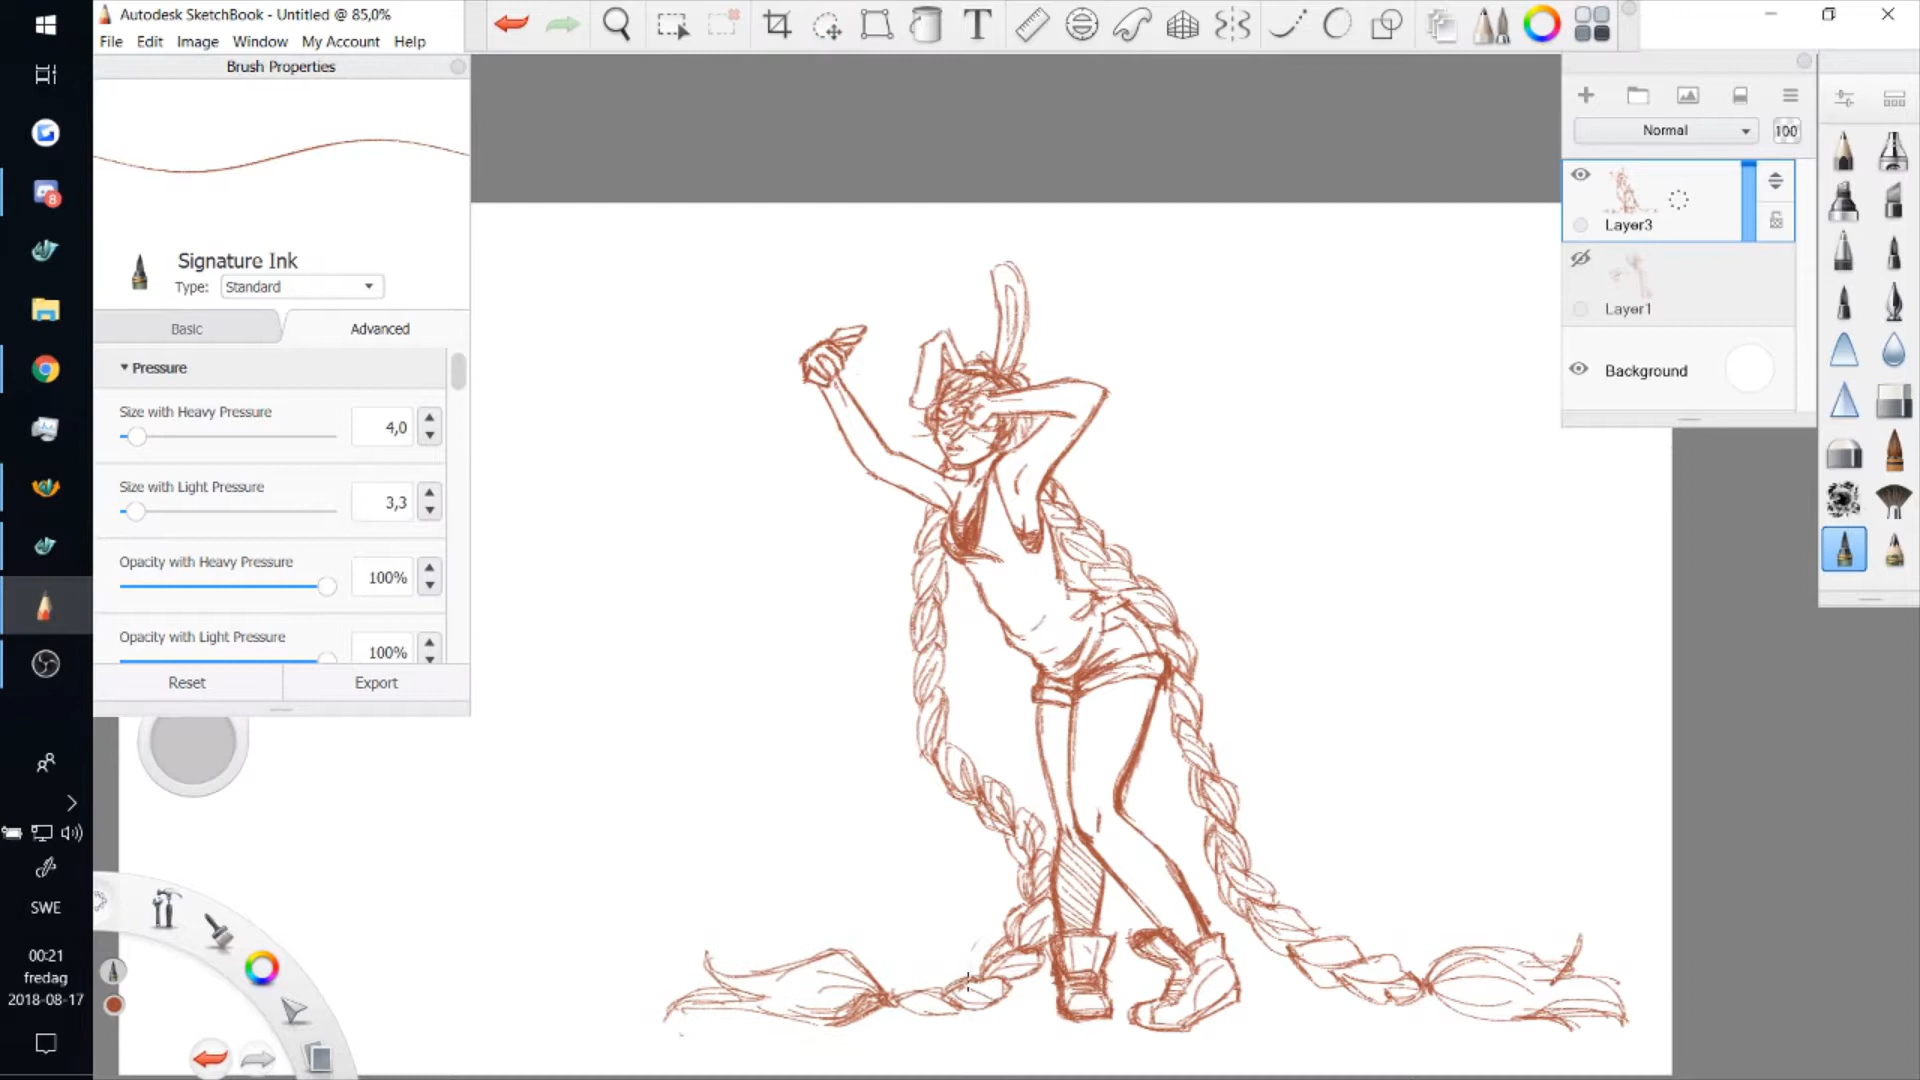 Autodesk SketchBook - Untitled @ 85,0%
File Edit Image Window My Account Help
Brush Properties
Signature Ink
Type: Standard
Basic Advanced
Pressure
Size with Heavy Pressure 4,0
Size with Light Pressure 3,3
Opacity with Heavy Pressure 100%
Opacity with Light Pressure 100%
Reset Export
T
Normal 100
Layer3
Layer1
Background
8
SWE
00:21
fredag
2018-08-17